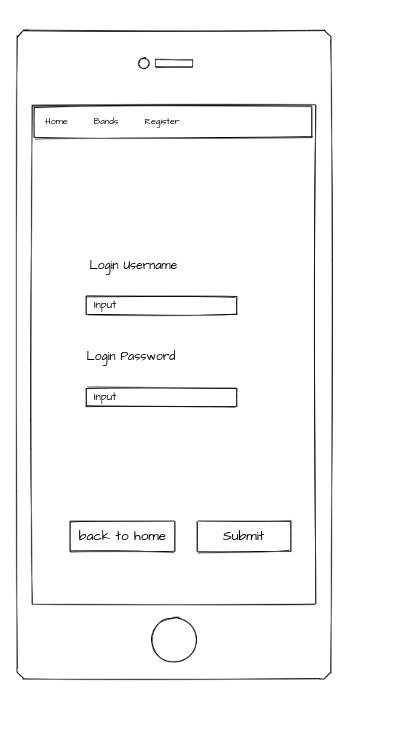 Home Bands Register
Login Username
input
Login Password
input
back to home Submit